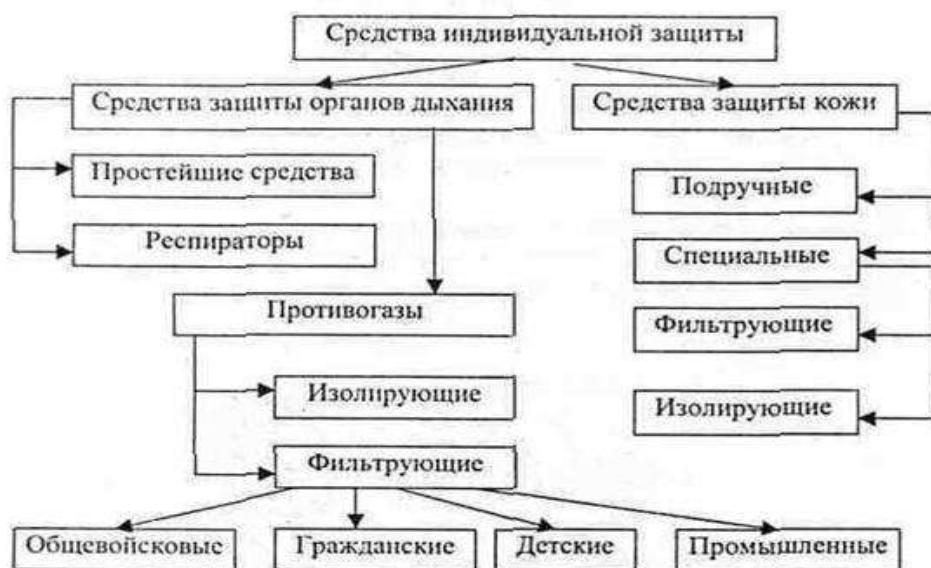 Средства индивидуальной защиты
Средства защиты органов дыхания
Средства защиты кожи
Простейшие средства
Респираторы
Противогазы
Изолирующие
Фильтрующие
Общевойсковые
Гражданские
Детские
Промышленные
Подручные
Специальные
Фильтрующие
Изолирующие